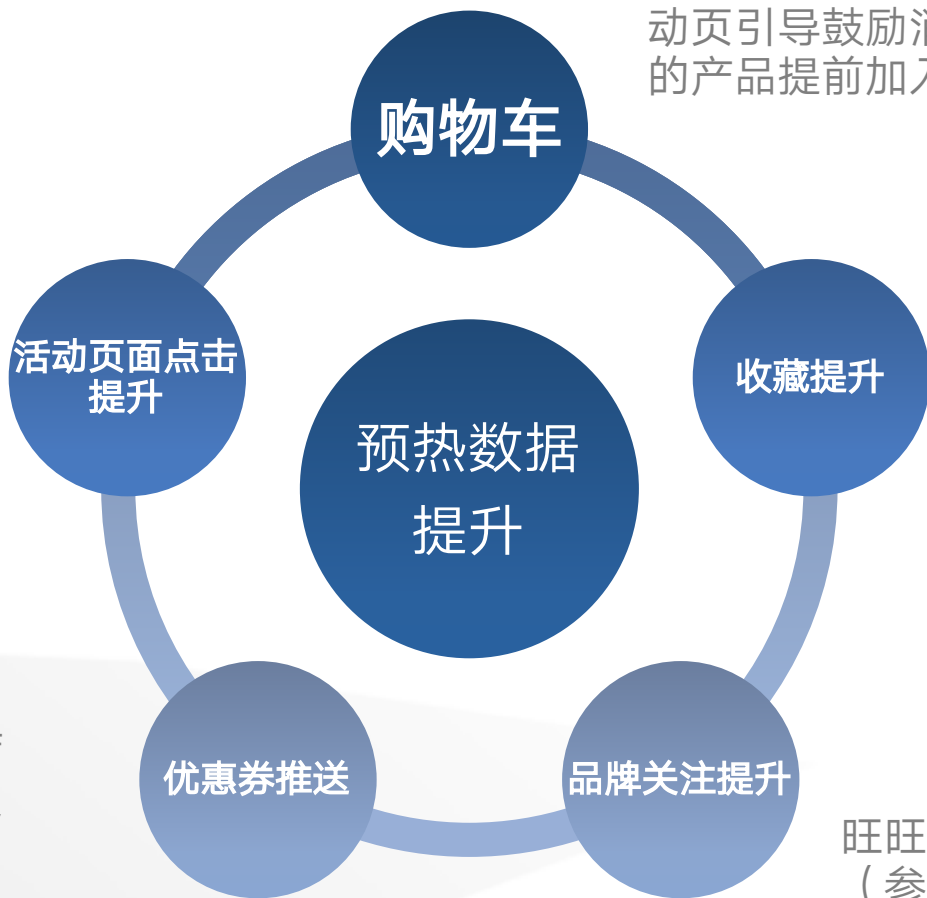 动页引导鼓励
的产品提前加
购物车
活动页面点击
提升
收藏提升
预热数据
提升
优惠券推送
品牌关注提升
旺旺
（参